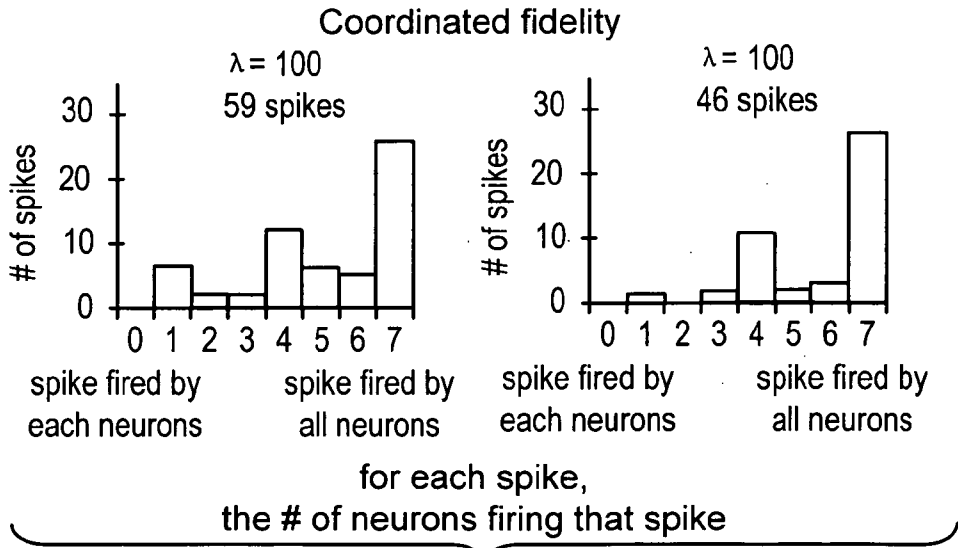 Coordinated fidelity
λ = 100
59 spikes
# of spikes
30
20
10
0
0 1 2 3 4 5 6 7
spike fired by
each neurons
spike fired by
all neurons
λ = 100
46 spikes
# of spikes
30
20
10
0
0 1 2 3 4 5 6 7
spike fired by
each neurons
spike fired by
all neurons
for each spike,
the # of neurons firing that spike